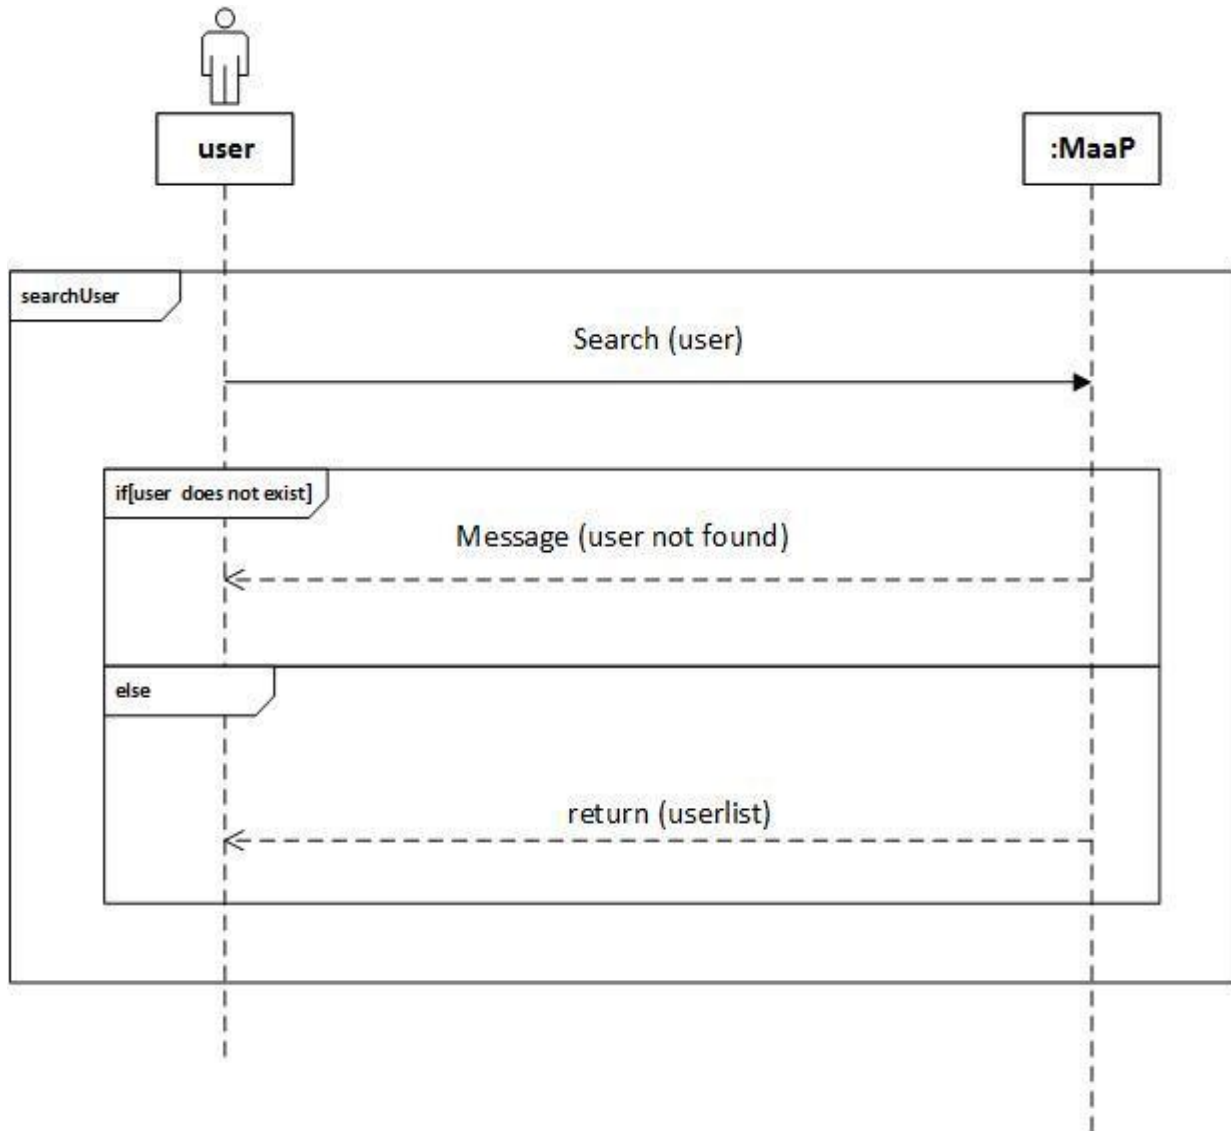 user
:MaaP
searchUser
Search (user)
if[user does not exist]
Message (user not found)
else
return (userlist)